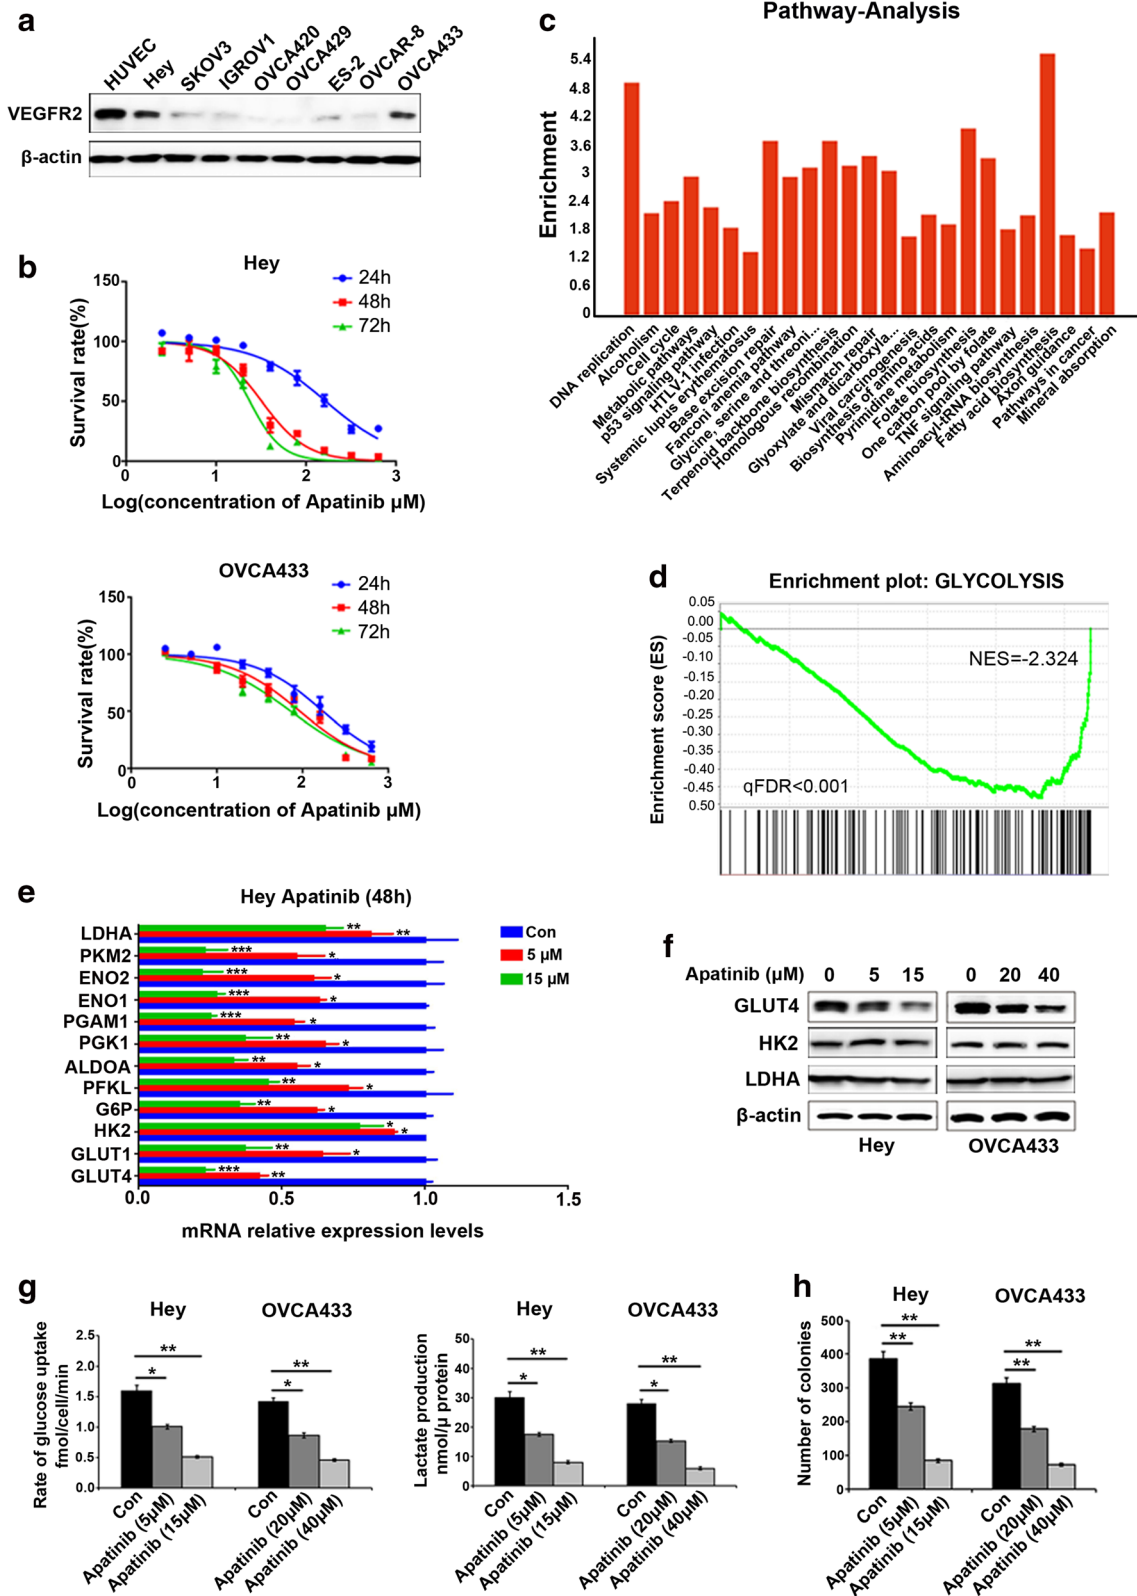 a
HUVEC
Hey
SKOV3
IGROV1
OVCA420
OVCA429
ES-2
OVCAR-8
OVCA433
VEGFR2
β-actin
b
Hey
24h
48h
72h
Survival rate(%)
150
100
50
0
0 1 2 3
Log(concentration of Apatinib μM)
OVCA433
24h
48h
72h
Survival rate(%)
150
100
50
0
0 1 2 3
Log(concentration of Apatinib μM)
c
Pathway-Analysis
Enrichment
5.4
4.8
4.2
3.6
3
2.4
1.8
1.2
0.6
0
DNA replication
Alcoholism
Cell cycle
Metabolic pathways
p53 signaling pathway
HTLV-1 infection
Systemic lupus erythematosus
Base excision repair
Fanconi anemia pathway
Glycine, serine and threoni...
Terpenoid backbone biosynthesis
Homologous recombination
Mismatch repair
Glyoxylate and dicarboxyla...
Viral carcinogenesis
Biosynthesis of amino acids
Pyrimidine metabolism
Folate biosynthesis
One carbon pool by folate
TNF signaling pathway
Aminoacyl-tRNA biosynthesis
Fatty acid biosynthesis
Axon guidance
Pathways in cancer
Mineral absorption
d
Enrichment plot: GLYCOLYSIS
Enrichment score (ES)
0.05
0.00
-0.05
-0.10
-0.15
-0.20
-0.25
-0.30
-0.35
-0.40
-0.45
0.50
NES=-2.324
qFDR<0.001
e
Hey Apatinib (48h)
Con
5 μM
15 μM
LDHA ** **
PKM2 *** *
ENO2 *** *
ENO1 *** *
PGAM1 *** *
PGK1 ** *
ALDOA ** *
PFKL ** *
G6P ** *
HK2 * *
GLUT1 ** *
GLUT4 *** **
0.0 0.5 1.0 1.5
mRNA relative expression levels
f
Apatinib (μM) 0 5 15 0 20 40
GLUT4
HK2
LDHA
β-actin
Hey OVCA433
g
Hey OVCA433
Rate of glucose uptake
fmol/cell/min
2.5
2.0
1.5
1.0
0.5
0.0
** *
** *
Con
Apatinib (5μM)
Apatinib (15μM)
Con
Apatinib (20μM)
Apatinib (40μM)
Hey OVCA433
Lactate production
nmol/μ protein
50
40
30
20
10
0
** *
** *
Con
Apatinib (5μM)
Apatinib (15μM)
Con
Apatinib (20μM)
Apatinib (40μM)
h
Hey OVCA433
Number of colonies
500
400
300
200
100
0
** **
** **
Con
Apatinib (5μM)
Apatinib (15μM)
Con
Apatinib (20μM)
Apatinib (40μM)